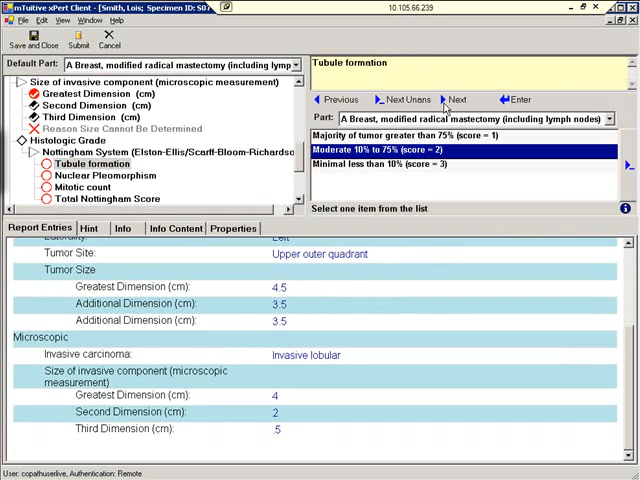 mTuitive xPert Client - [Smith, Lois; Specimen ID: S07
10.105.66.239
File Edit View Window Help
Save and Close Submit Cancel
Default Part: A Breast, modified radical mastectomy (including lymp
Size of invasive component (microscopic measurement)
Greatest Dimension (cm)
Second Dimension (cm)
Third Dimension (cm)
Reason Size Cannot Be Determined
Histologic Grade
Nottingham System (Elston-Ellis/Scarff-Bloom-Richardso
Tubule formation
Nuclear Pleomorphism
Mitotic count
Total Nottingham Score
Tubule formation
Previous Next Unans Next Enter
Part: A Breast, modified radical mastectomy (including lymph nodes)
Majority of tumor greater than 75% (score = 1)
Moderate 10% to 75% (score = 2)
Minimal less than 10% (score = 3)
Select one item from the list
Report Entries Hint Info Info Content Properties
Laterality: Left
Tumor Site: Upper outer quadrant
Tumor Size
Greatest Dimension (cm): 4.5
Additional Dimension (cm): 3.5
Additional Dimension (cm): 3.5
Microscopic
Invasive carcinoma: Invasive lobular
Size of invasive component (microscopic
measurement)
Greatest Dimension (cm): 4
Second Dimension (cm): 2
Third Dimension (cm): .5
User: copathuserlive, Authentication: Remote